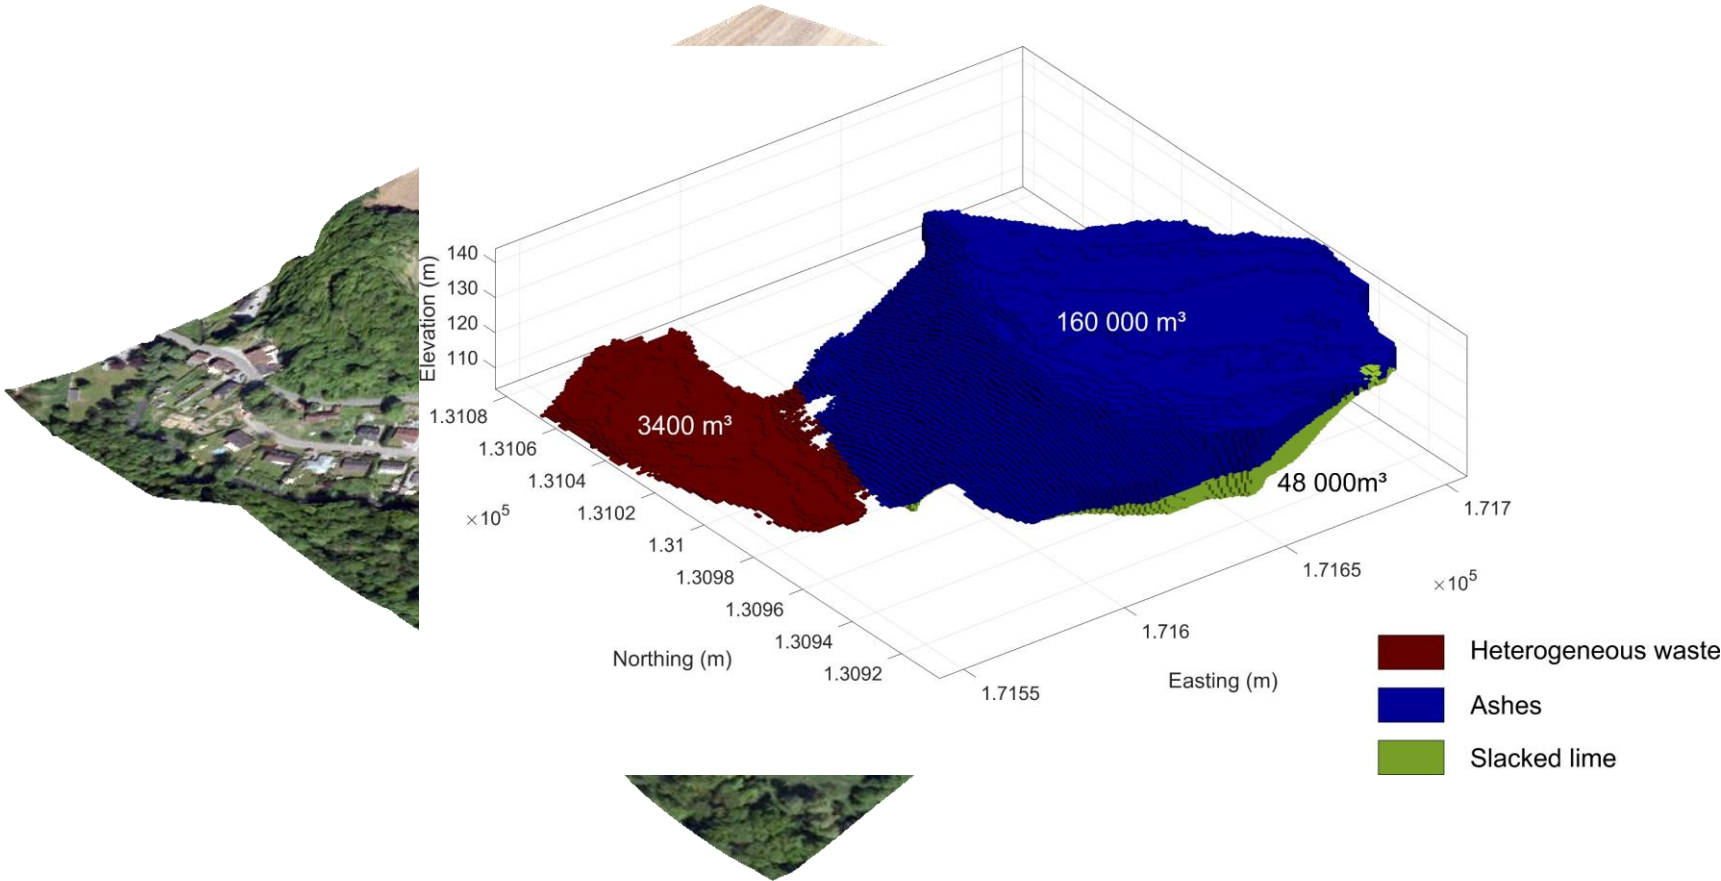 160 000 m³
3400 m³
48 000m³
Elevation (m)
140
130
120
110
1.3108
1.3106
1.3104
1.3102
1.31
1.3098
1.3096
1.3094
1.3092
×10⁵
Northing (m)
1.7155
1.716
1.7165
1.717
×10⁵
Easting (m)
Heterogeneous waste
Ashes
Slacked lime